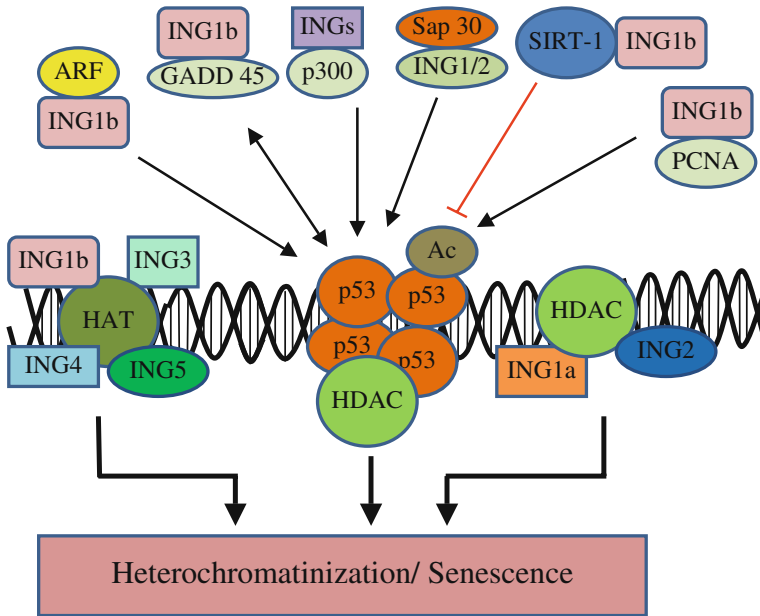 ARF
ING1b
ING1b
GADD 45
INGs
p300
Sap 30
ING1/2
SIRT-1
ING1b
ING1b
PCNA
ING1b
ING3
HAT
ING4
ING5
Ac
p53
p53
p53
p53
HDAC
HDAC
ING1a
ING2
Heterochromatinization/ Senescence